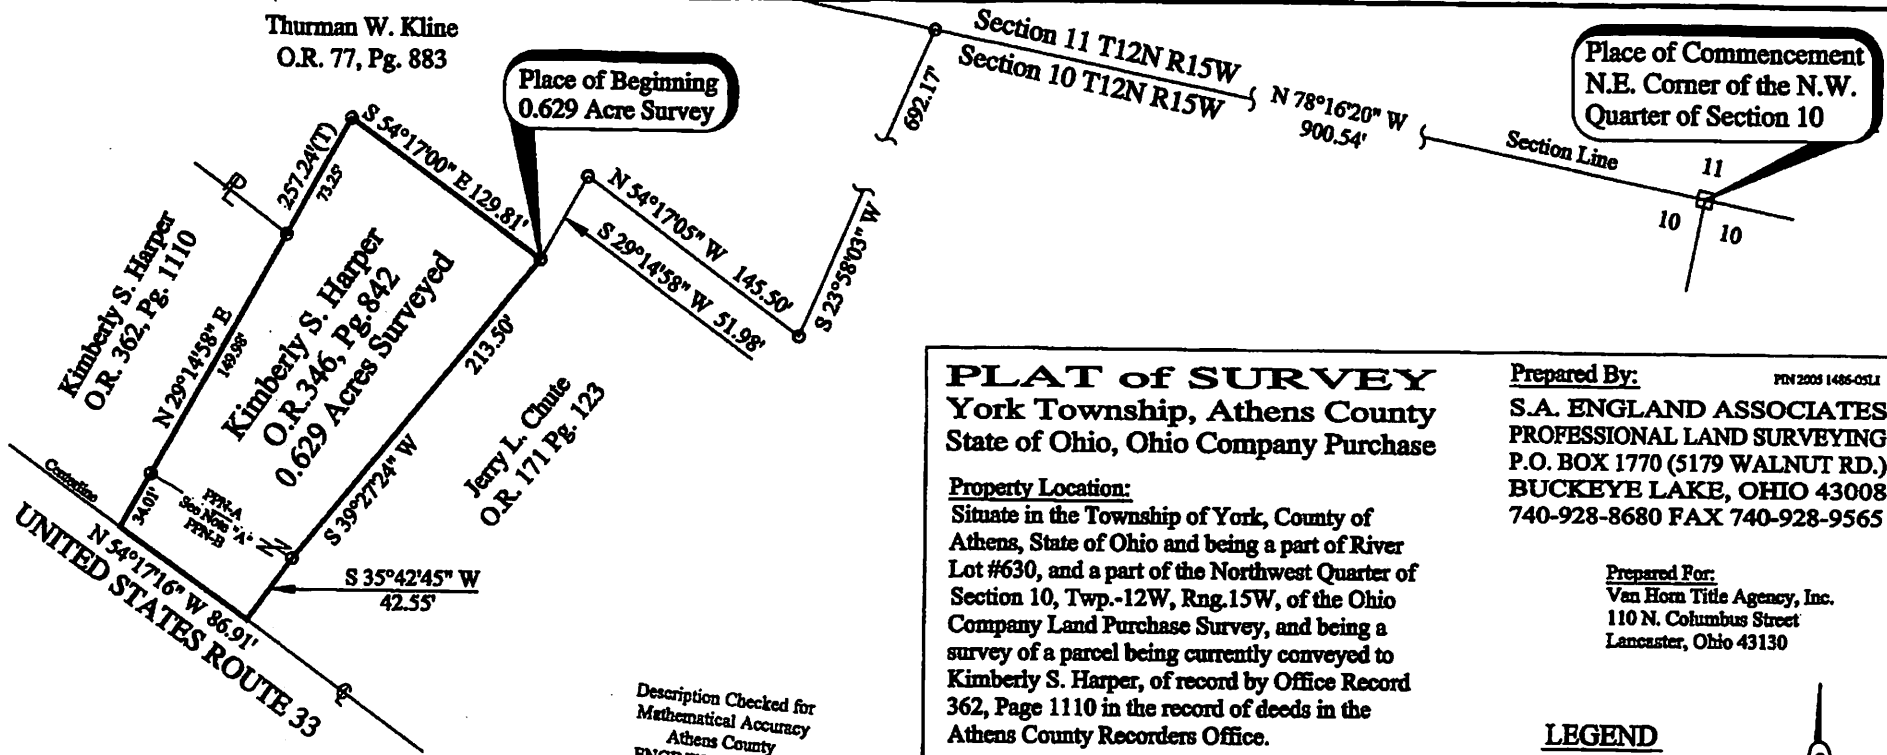 Thurman W. Kline
O.R. 77, Pg. 883
Place of Beginning
0.629 Acre Survey
Section 11 T12N R15W
Section 10 T12N R15W
692.17'
N 78°16'20" W
900.54'
Section Line
Place of Commencement
N.E. Corner of the N.W.
Quarter of Section 10
11
10
10
S 54°17'00" E 129.81'
257.24'(T)
73.25'
N 54°17'05" W 145.50'
S 29°14'58" W 51.98'
S 23°58'03" W
Kimberly S. Harper
O.R. 362, Pg. 1110
N 29°14'58" E
149.98'
Kimberly S. Harper
O.R.346, Pg.842
0.629 Acres Surveyed
213.50'
S 39°27'24" W
Jerry L. Chute
O.R. 171 Pg. 123
Centerline
34.01'
PPN-A
See Note "A"
PPN-B
N 54°17'16" W 86.91'
UNITED STATES ROUTE 33
S 35°42'45" W
42.55'
Description Checked for
Mathematical Accuracy
Athens County
PLAT of SURVEY
York Township, Athens County
State of Ohio, Ohio Company Purchase
Property Location:
Situate in the Township of York, County of
Athens, State of Ohio and being a part of River
Lot #630, and a part of the Northwest Quarter of
Section 10, Twp.-12W, Rng.15W, of the Ohio
Company Land Purchase Survey, and being a
survey of a parcel being currently conveyed to
Kimberly S. Harper, of record by Office Record
362, Page 1110 in the record of deeds in the
Athens County Recorders Office.
Prepared By:
PIN 2005 1486-05LI
S.A. ENGLAND ASSOCIATES
PROFESSIONAL LAND SURVEYING
P.O. BOX 1770 (5179 WALNUT RD.)
BUCKEYE LAKE, OHIO 43008
740-928-8680 FAX 740-928-9565
Prepared For:
Van Horn Title Agency, Inc.
110 N. Columbus Street
Lancaster, Ohio 43130
LEGEND